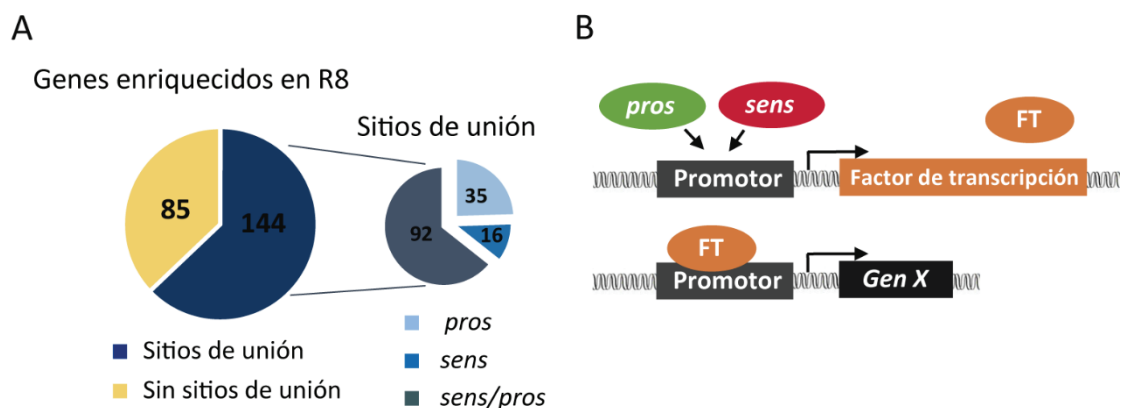 A
Genes enriquecidos en R8
Sitios de unión
85
144
35
16
92
Sitios de unión
Sin sitios de unión
pros
sens
sens/pros
B
pros
sens
FT
Promotor
Factor de transcripción
FT
Promotor
Gen X